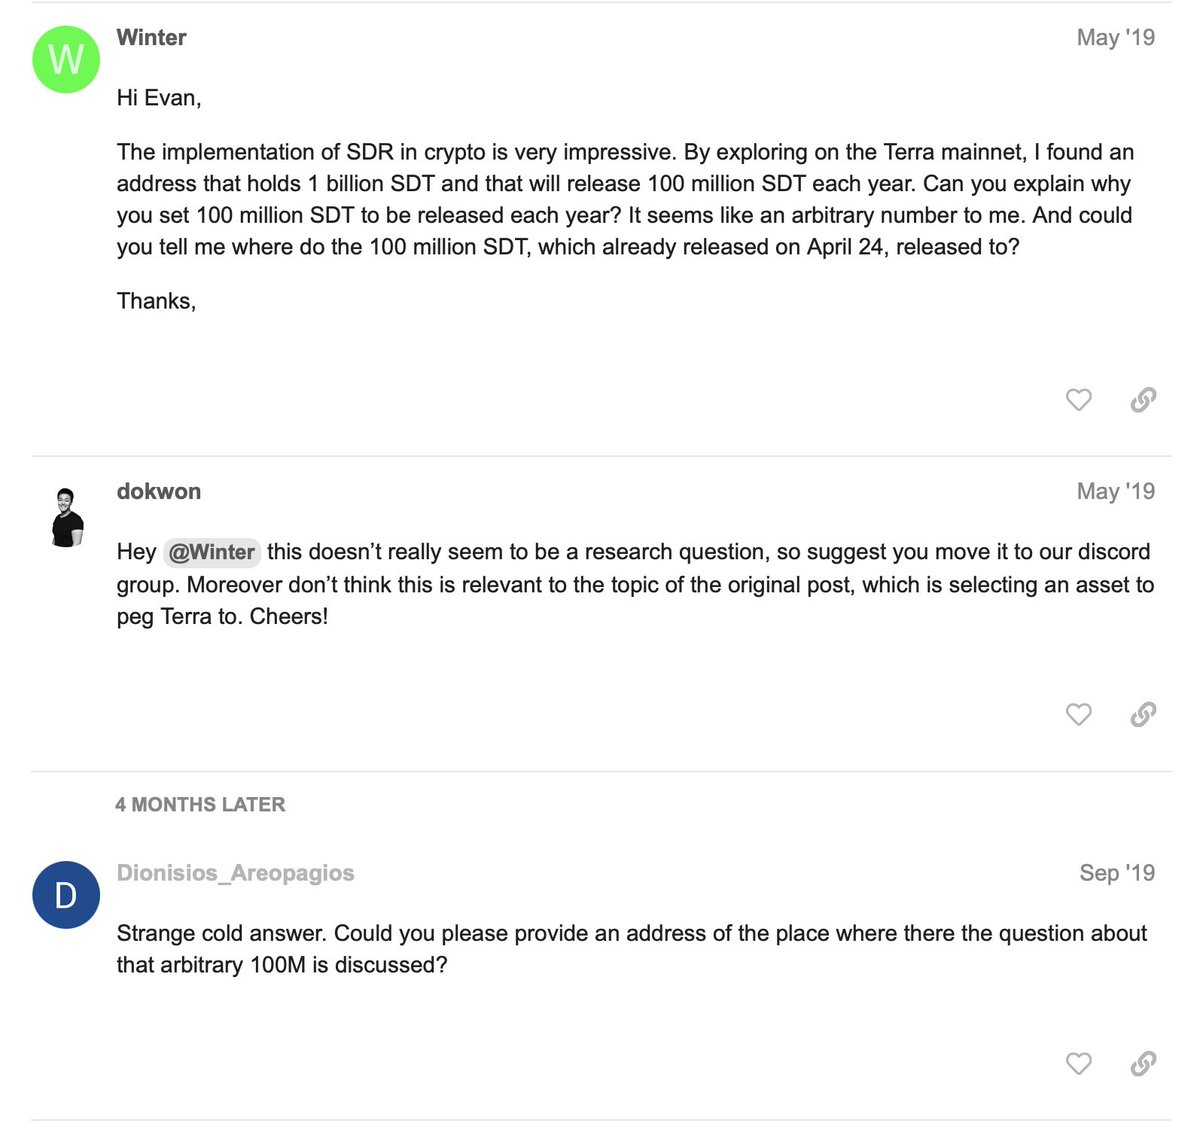 W
Winter
May '19
Hi Evan,
The implementation of SDR in crypto is very impressive. By exploring on the Terra mainnet, I found an
address that holds 1 billion SDT and that will release 100 million SDT each year. Can you explain why
you set 100 million SDT to be released each year? It seems like an arbitrary number to me. And could
you tell me where do the 100 million SDT, which already released on April 24, released to?
Thanks,
dokwon
May '19
Hey @Winter this doesn’t really seem to be a research question, so suggest you move it to our discord
group. Moreover don’t think this is relevant to the topic of the original post, which is selecting an asset to
peg Terra to. Cheers!
4 MONTHS LATER
D
Dionisios_Areopagios
Sep '19
Strange cold answer. Could you please provide an address of the place where there the question about
that arbitrary 100M is discussed?